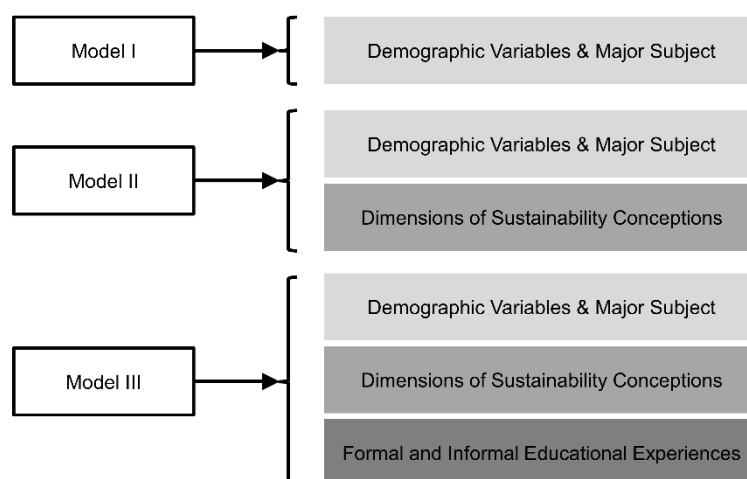 Model I
Demographic Variables & Major Subject
Model II
Demographic Variables & Major Subject
Dimensions of Sustainability Conceptions
Model III
Demographic Variables & Major Subject
Dimensions of Sustainability Conceptions
Formal and Informal Educational Experiences